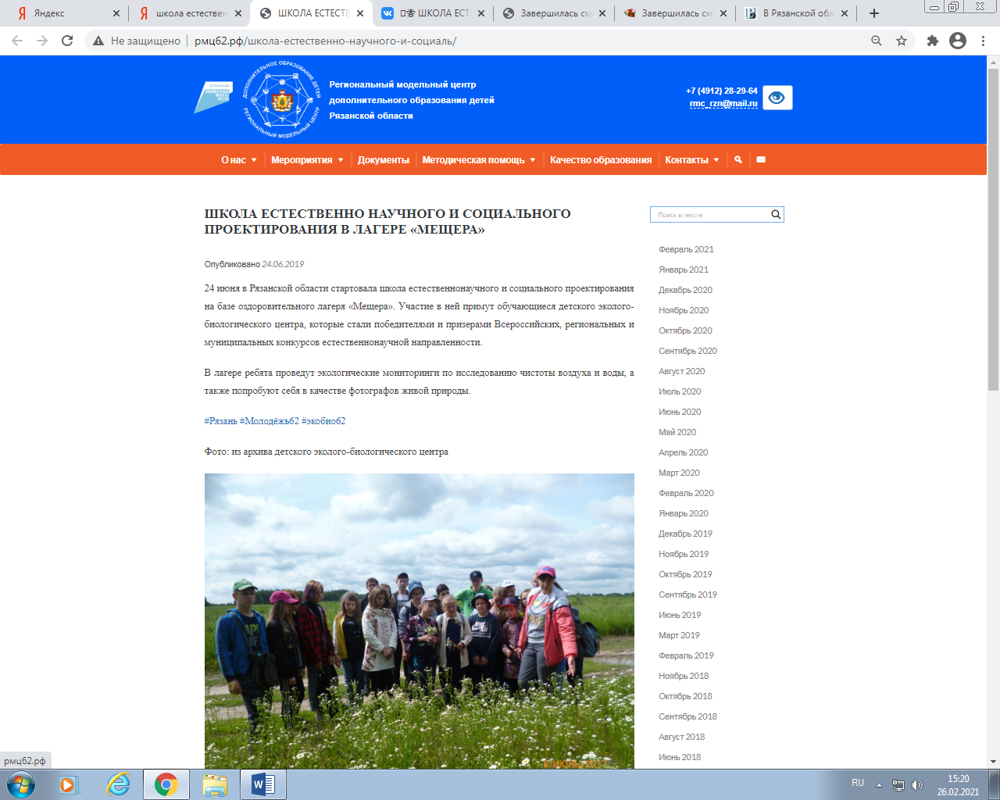 Яндекс
школа естествен
ШКОЛА ЕСТЕСТВЕ
ШКОЛА ЕСТ
Завершилась см
Завершилась см
В Рязанской обл
Не защищено
рмц62.рф/школа-естественно-научного-и-социаль/
ДОПОЛНИТЕЛЬНОЕ ОБРАЗОВАНИЕ ДЕТЕЙ
РЕГИОНАЛЬНЫЙ МОДЕЛЬНЫЙ ЦЕНТР
Региональный модельный центр
дополнительного образования детей
Рязанской области
+7 (4912) 28-29-64
rmc_rzn@mail.ru
О нас
Мероприятия
Документы
Методическая помощь
Качество образования
Контакты
ШКОЛА ЕСТЕСТВЕННО НАУЧНОГО И СОЦИАЛЬНОГО
ПРОЕКТИРОВАНИЯ В ЛАГЕРЕ «МЕЩЕРА»
Опубликовано 24.06.2019
24 июня в Рязанской области стартовала школа естественнонаучного и социального проектирования
на базе оздоровительного лагеря «Мещера». Участие в ней примут обучающиеся детского эколого-
биологического центра, которые стали победителями и призерами Всероссийских, региональных и
муниципальных конкурсов естественнонаучной направленности.
В лагере ребята проведут экологические мониторинги по исследованию чистоты воздуха и воды, а
также попробуют себя в качестве фотографов живой природы.
#Рязань #Молодёжь62 #экобио62
Фото: из архива детского эколого-биологического центра
Поиск в тексте
Февраль 2021
Январь 2021
Декабрь 2020
Ноябрь 2020
Октябрь 2020
Сентябрь 2020
Август 2020
Июль 2020
Июнь 2020
Май 2020
Апрель 2020
Март 2020
Февраль 2020
Январь 2020
Декабрь 2019
Ноябрь 2019
Октябрь 2019
Сентябрь 2019
Июнь 2019
Март 2019
Февраль 2019
Ноябрь 2018
Октябрь 2018
Сентябрь 2018
Август 2018
Июнь 2018
рмц62.рф
RU
15:20
26.02.2021